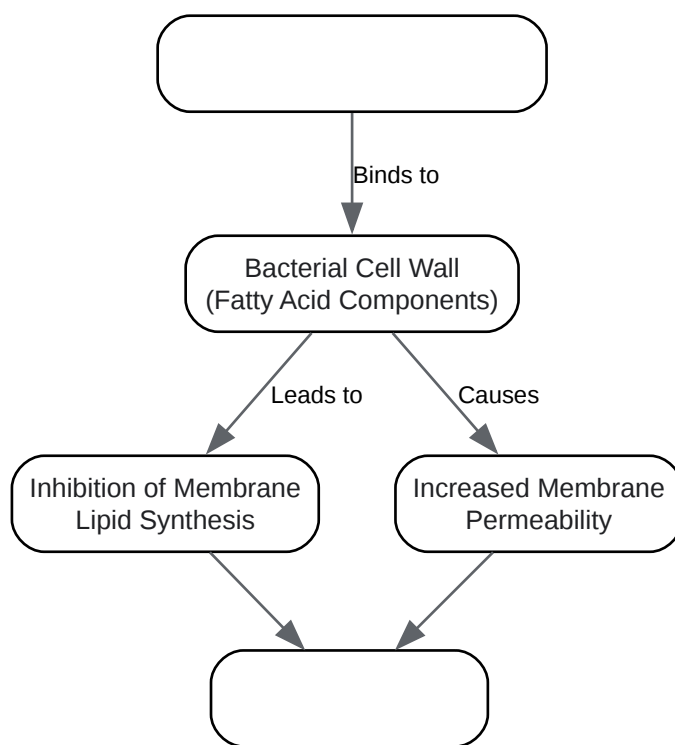 Binds to
Bacterial Cell Wall
(Fatty Acid Components)
Leads to
Causes
Inhibition of Membrane
Lipid Synthesis
Increased Membrane
Permeability